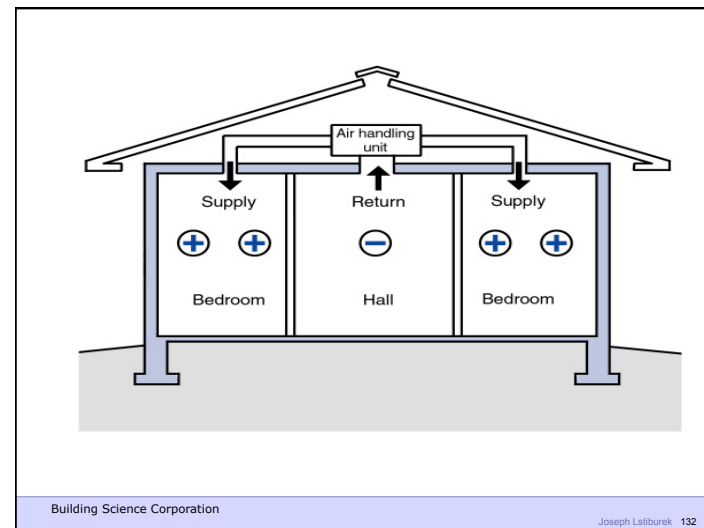 Air handling
unit
Supply
Return
Supply
Bedroom
Hall
Bedroom
Building Science Corporation
Joseph Lstiburek 132